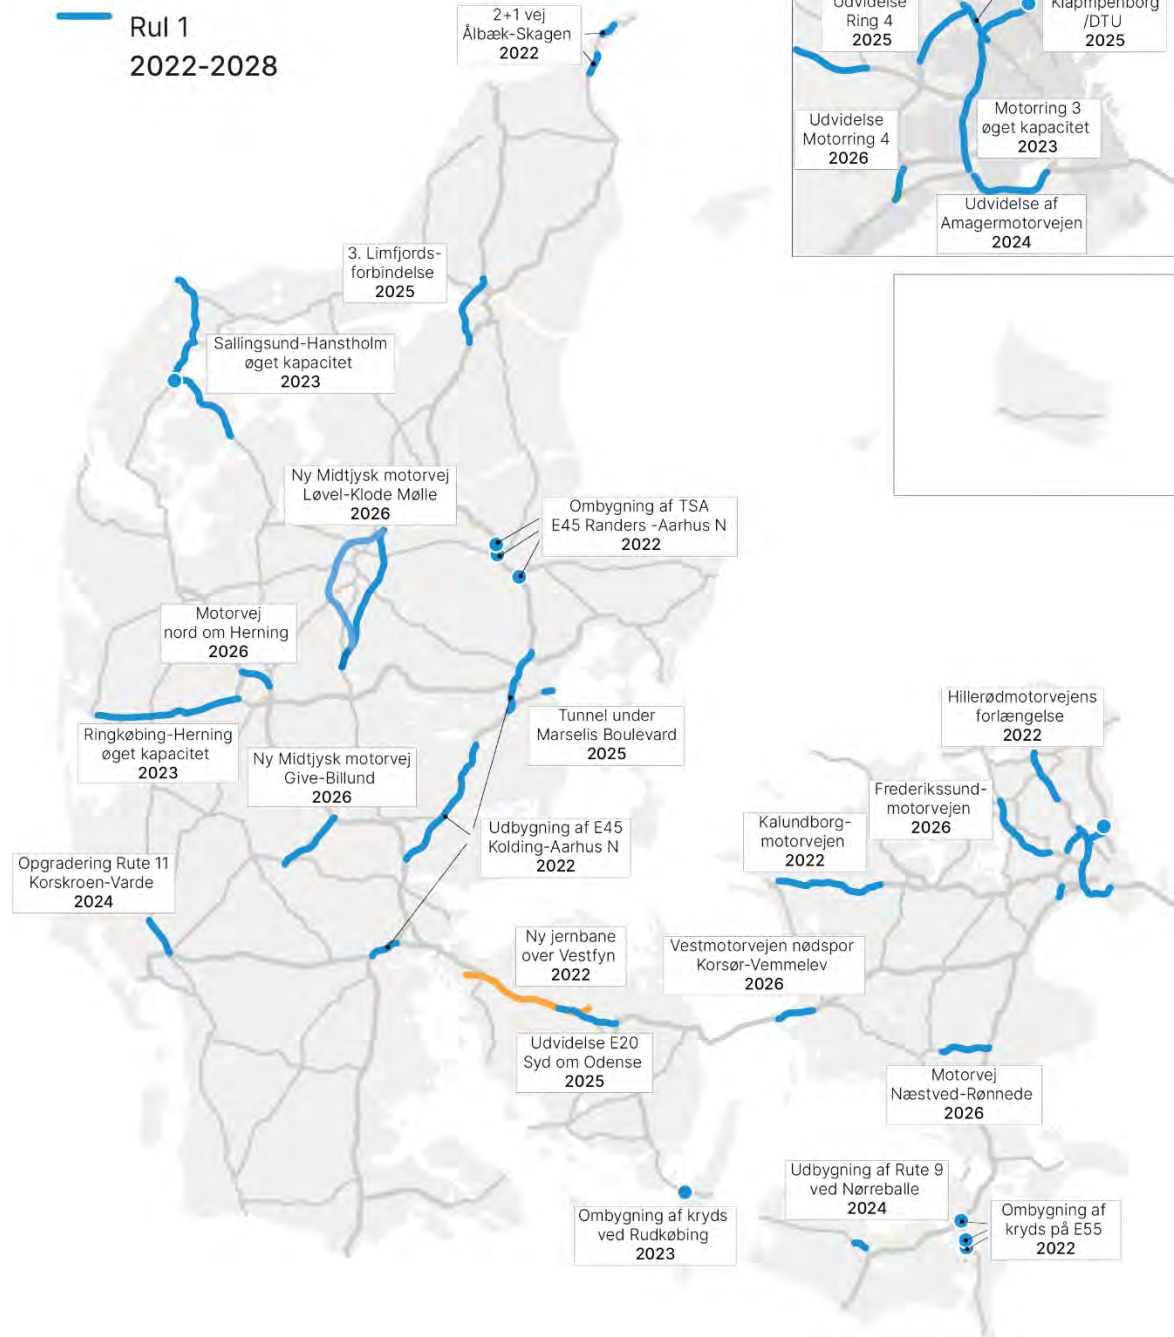 Rul 1
2022-2028
2+1 vej
Ålbæk-Skagen
2022
Udvidelse
Ring 4
2025
Klapmpenborg
/DTU
2025
Udvidelse
Motorring 4
2026
Motorring 3
øget kapacitet
2023
Udvidelse af
Amagermotorvejen
2024
3. Limfjords-
forbindelse
2025
Sallingsund-Hanstholm
øget kapacitet
2023
Ny Midtjysk motorvej
Løvel-Klode Mølle
2026
Ombygning af TSA
E45 Randers -Aarhus N
2022
Motorvej
nord om Herning
2026
Ringkøbing-Herning
øget kapacitet
2023
Tunnel under
Marselis Boulevard
2025
Hillerødmotorvejens
forlængelse
2022
Ny Midtjysk motorvej
Give-Billund
2026
Frederikssund-
motorvejen
2026
Kalundborg-
motorvejen
2022
Udbygning af E45
Kolding-Aarhus N
2022
Opgradering Rute 11
Korskroen-Varde
2024
Ny jernbane
over Vestfyn
2022
Vestmotorvejen nødspor
Korsør-Vemmelev
2026
Udvidelse E20
Syd om Odense
2025
Motorvej
Næstved-Rønnede
2026
Udbygning af Rute 9
ved Nørreballe
2024
Ombygning af kryds
ved Rudkøbing
2023
Ombygning af
kryds på E55
2022